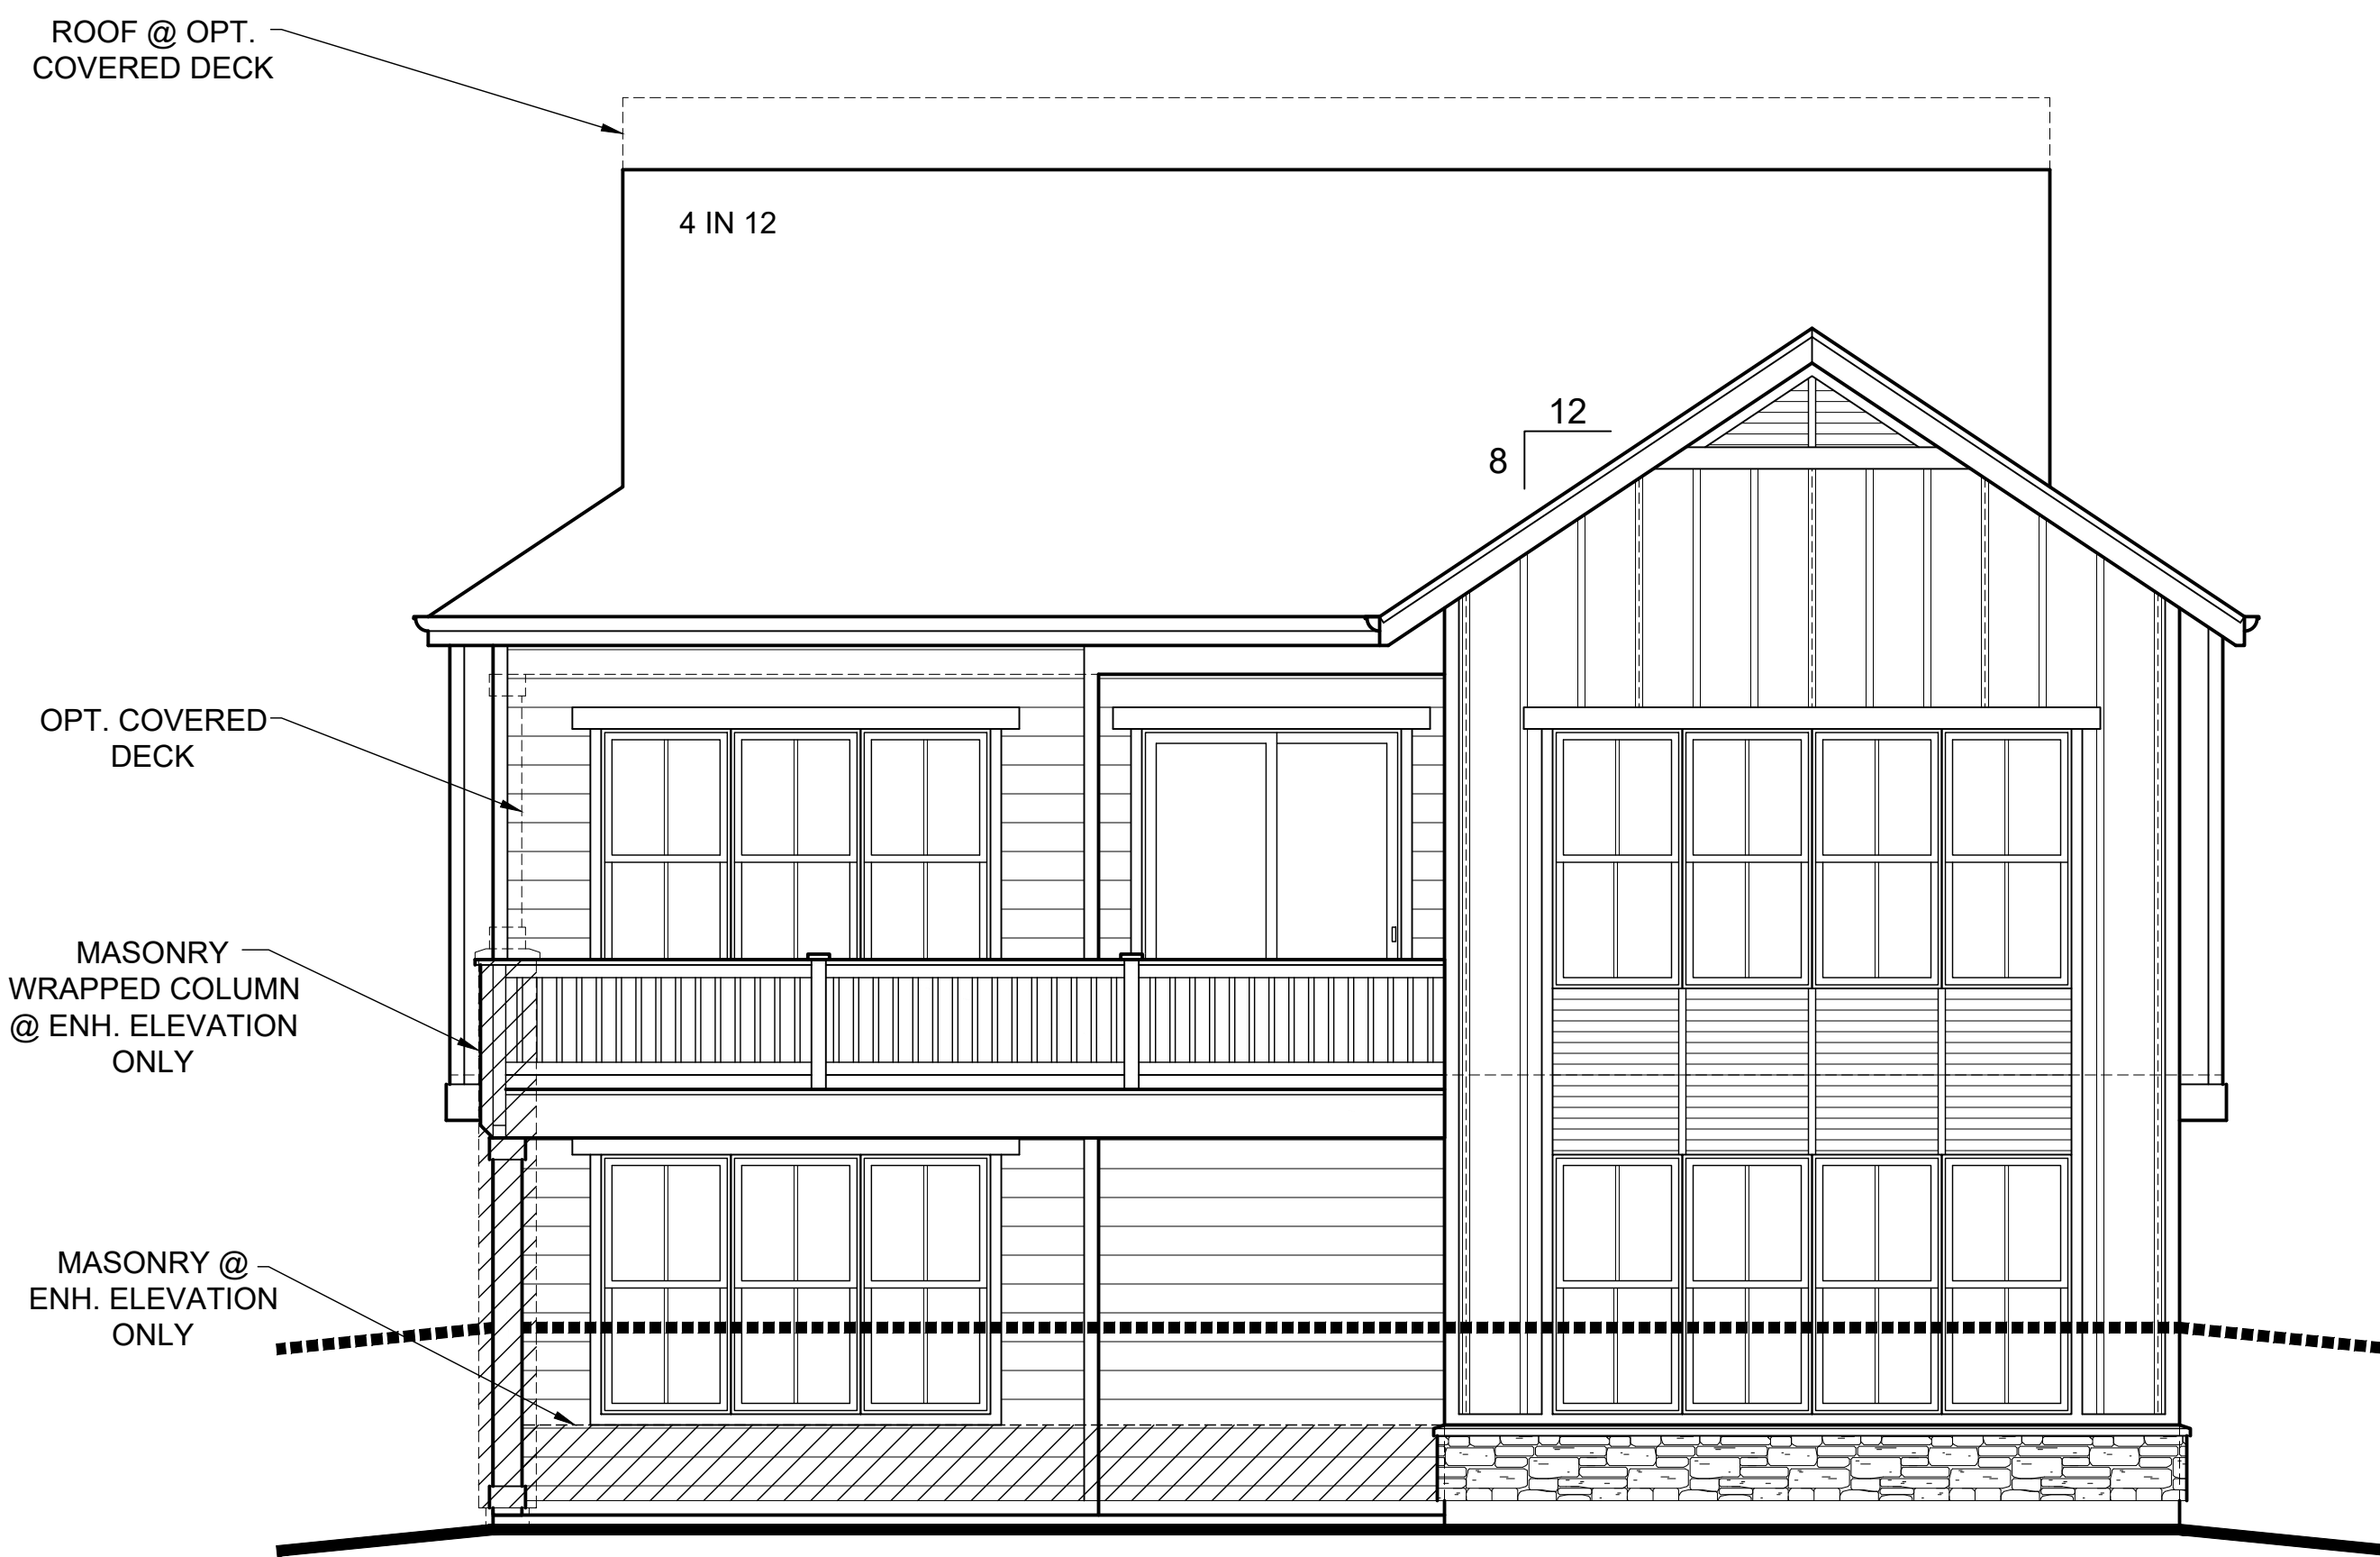 ROOF @ OPT.
COVERED DECK
4 IN 12
12
8
OPT. COVERED
DECK
MASONRY
WRAPPED COLUMN
@ ENH. ELEVATION
ONLY
MASONRY @
ENH. ELEVATION
ONLY